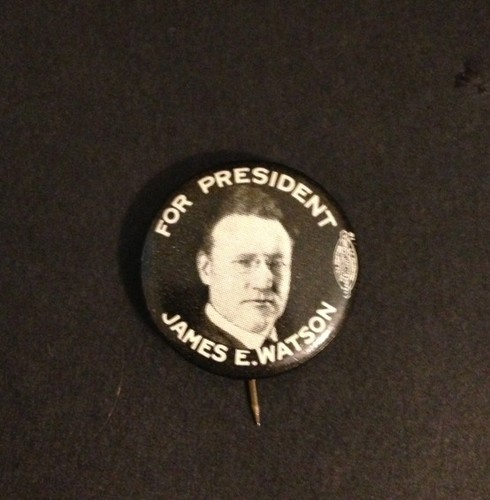 FOR PRESIDENT
JAMES E. WATSON